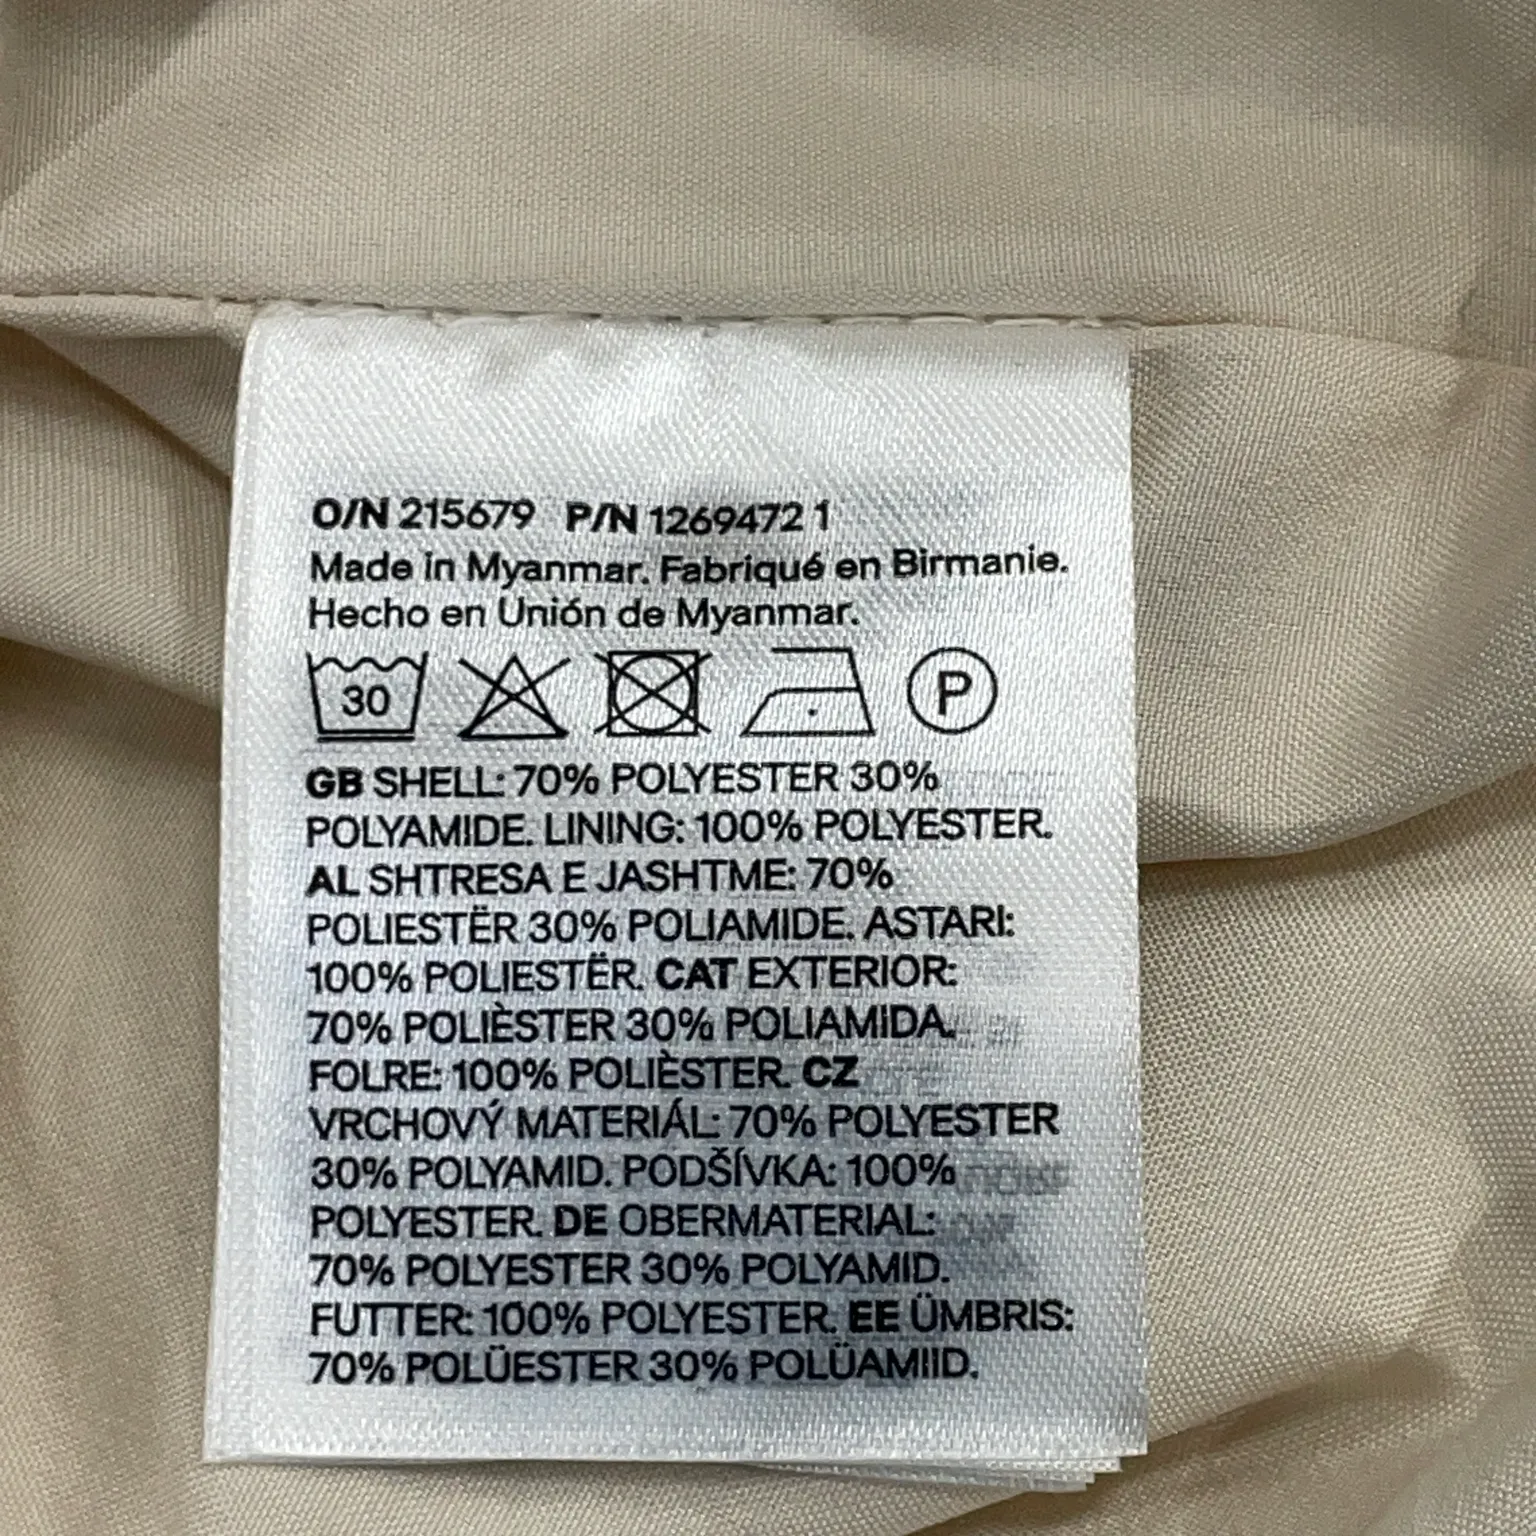 O/N 215679 P/N 1269472 1
Made in Myanmar. Fabriqué en Birmanie.
Hecho en Unión de Myanmar.
30 P
GB SHELL: 70% POLYESTER 30%
POLYAMIDE. LINING: 100% POLYESTER.
AL SHTRESA E JASHTME: 70%
POLIESTËR 30% POLIAMIDE. ASTARI:
100% POLIESTËR. CAT EXTERIOR:
70% POLIÈSTER 30% POLIAMIDA.
FOLRE: 100% POLIÈSTER. CZ
VRCHOVÝ MATERIÁL: 70% POLYESTER
30% POLYAMID. PODŠÍVKA: 100%
POLYESTER. DE OBERMATERIAL:
70% POLYESTER 30% POLYAMID.
FUTTER: 100% POLYESTER. EE ÜMBRIS:
70% POLÜESTER 30% POLÜAMIID.